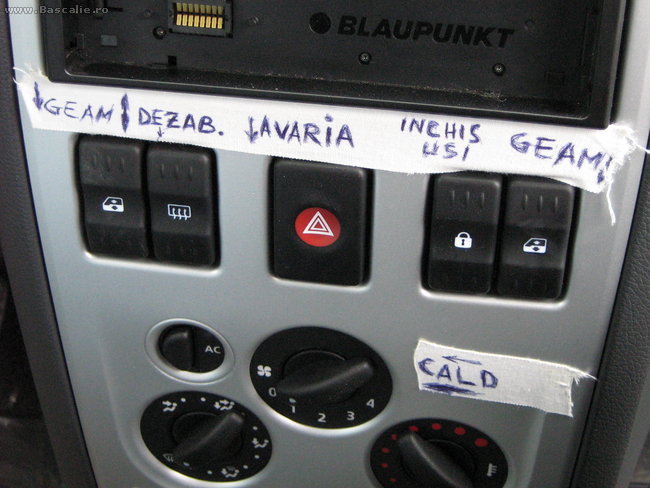 www.Bascalie.ro
BLAUPUNKT
GEAM DEZAB. AVARIA INCHIS USI GEAM
AC
0 1 2 3 4
CALD